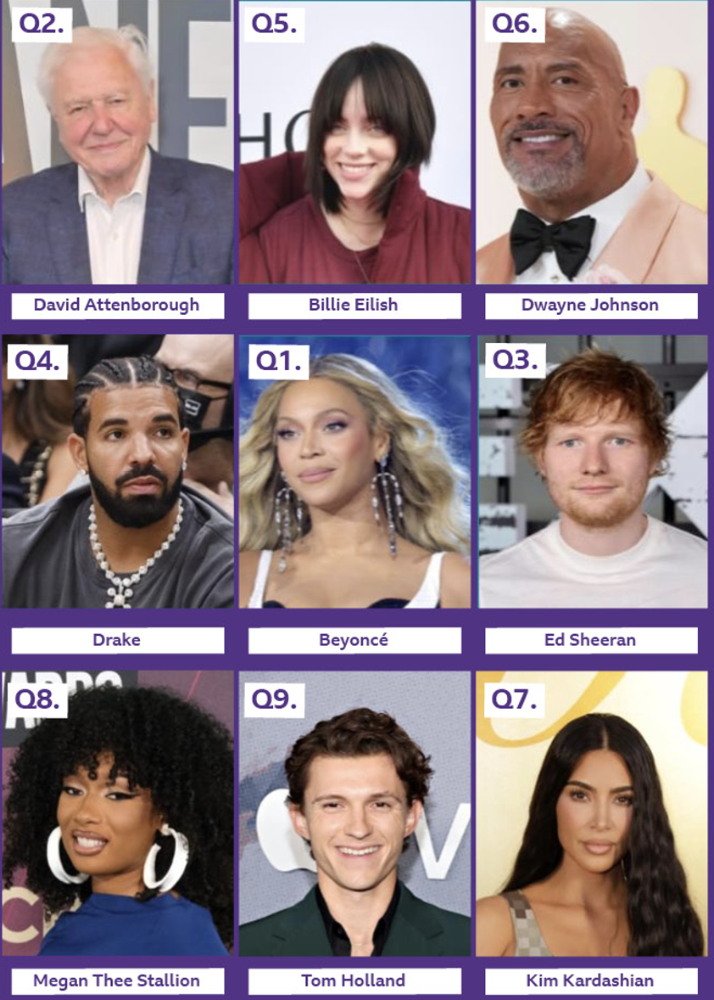 Q2.
Q5.
Q6.
David Attenborough
Billie Eilish
Dwayne Johnson
Q4.
Q1.
Q3.
Drake
Beyoncé
Ed Sheeran
Q8.
Q9.
Q7.
Megan Thee Stallion
Tom Holland
Kim Kardashian